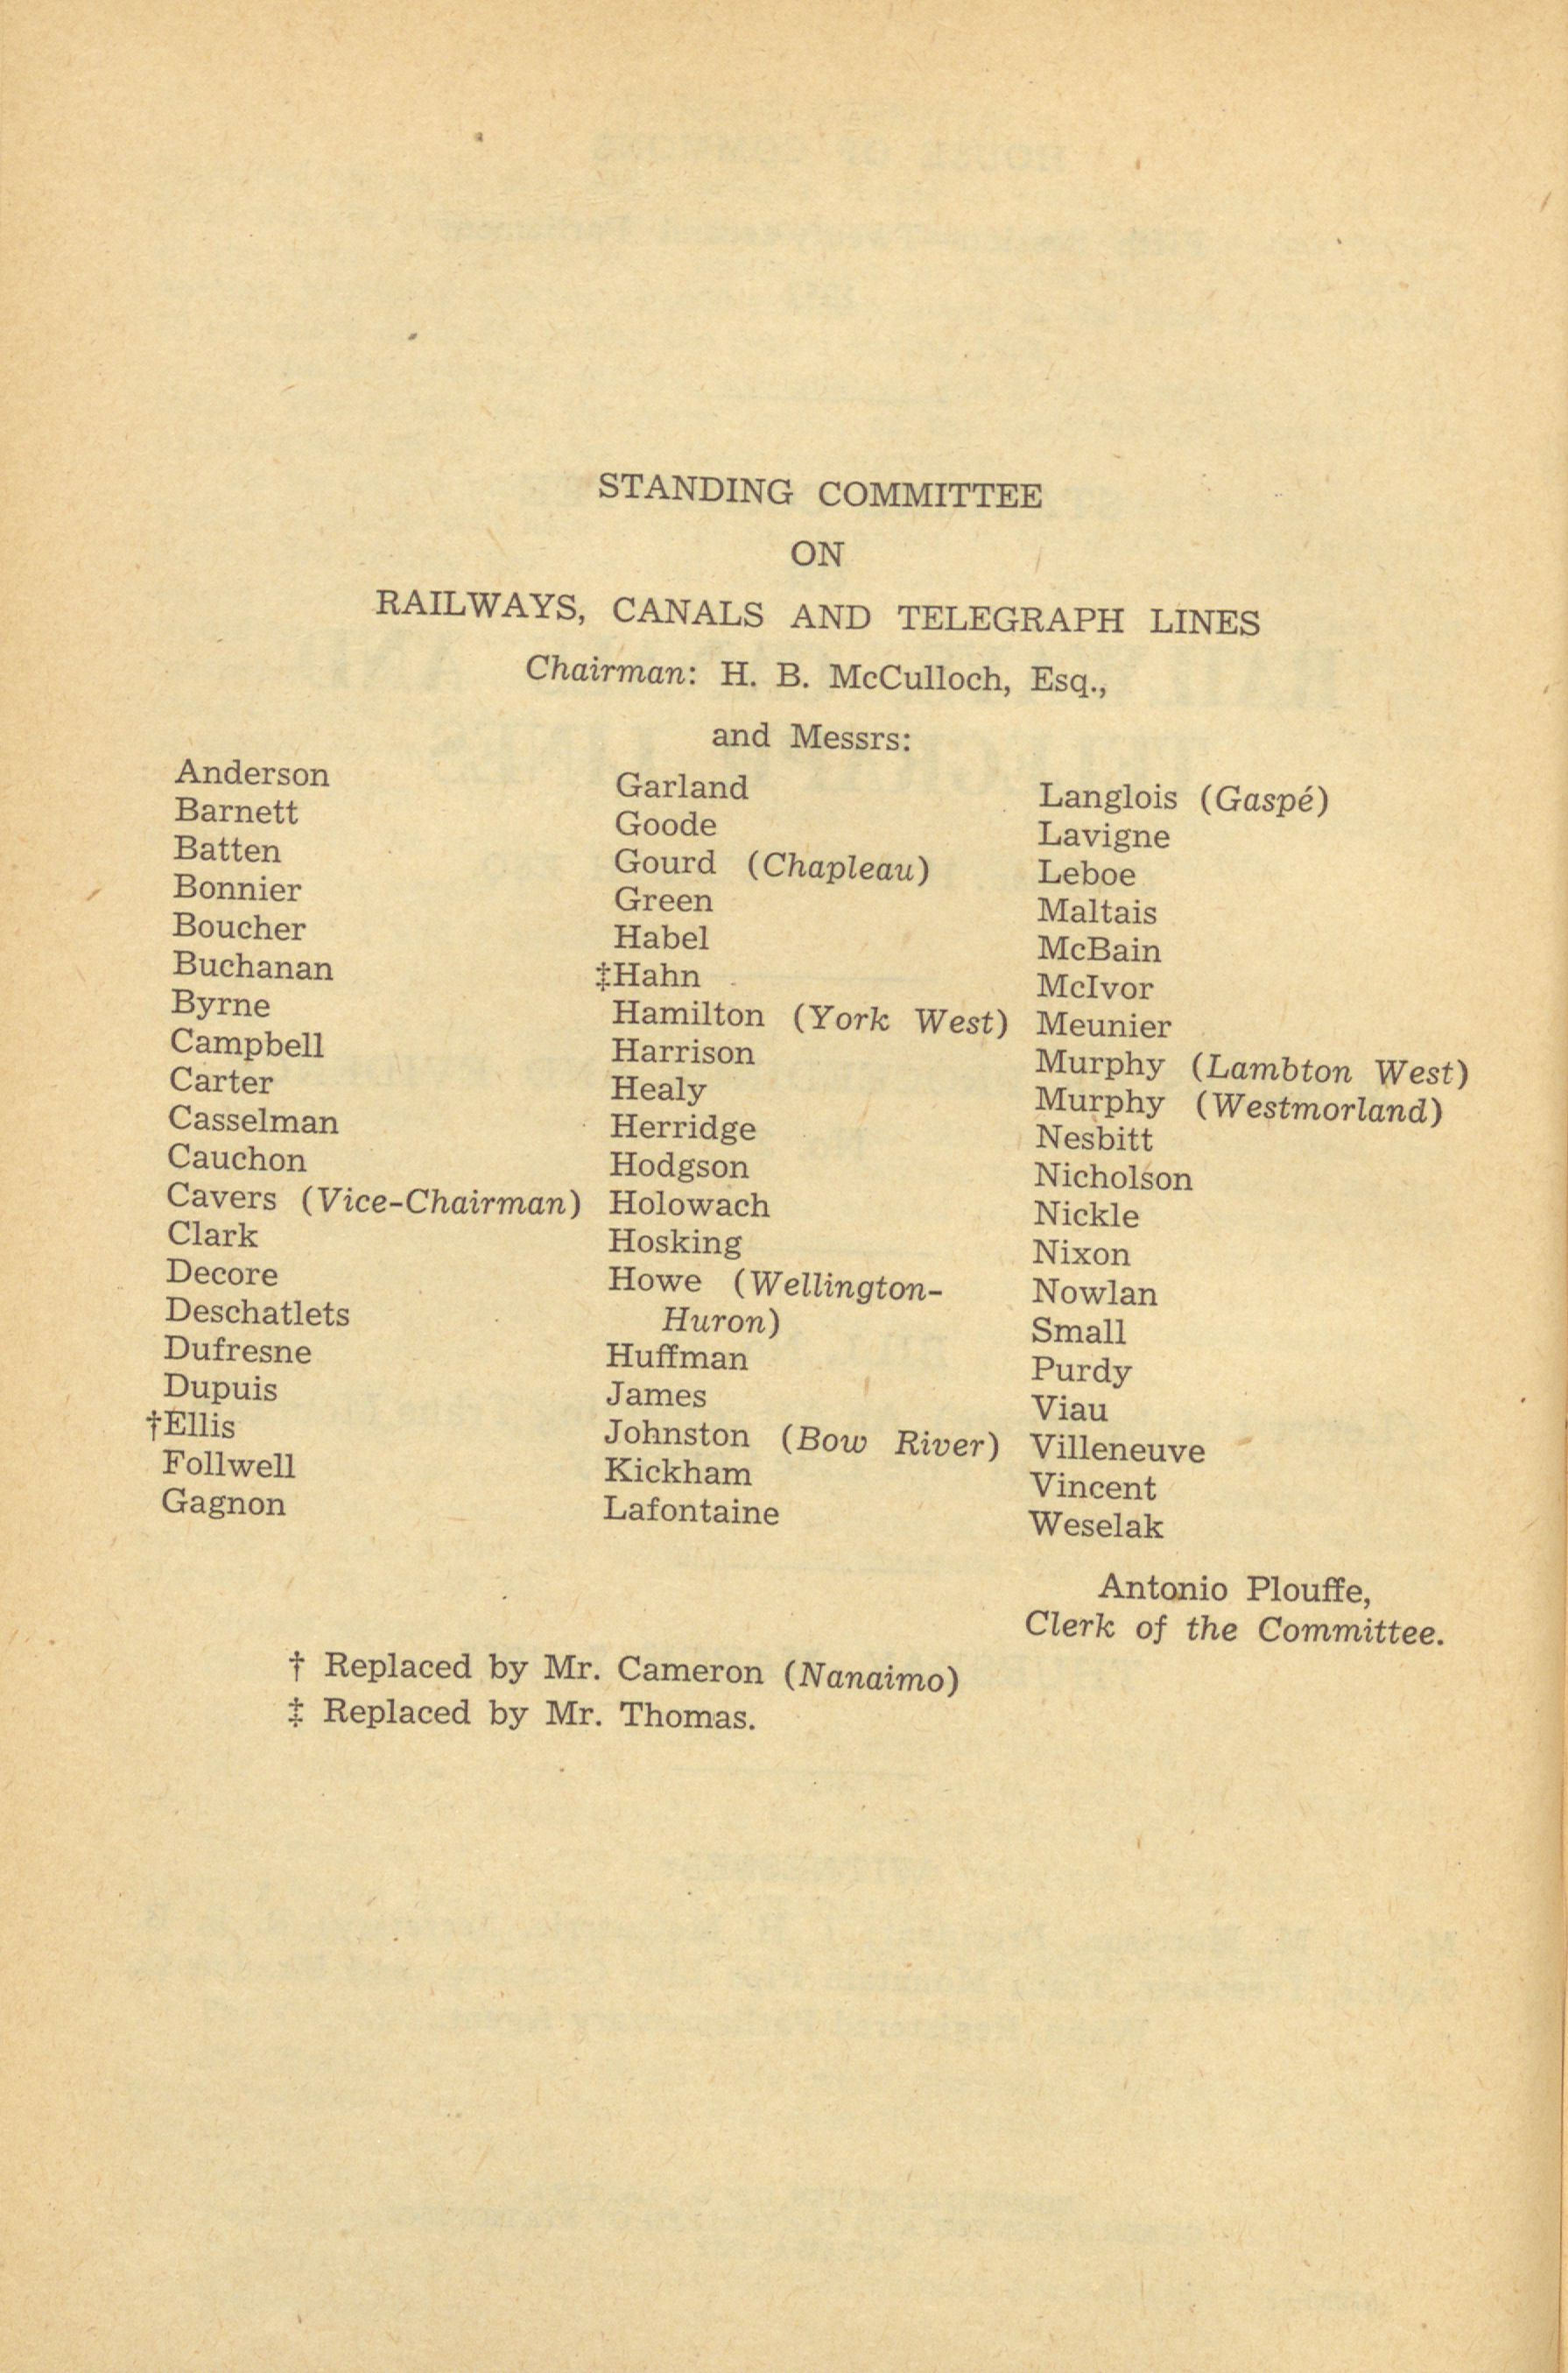 STANDING COMMITTEE
ON
RAILWAYS, CANALS AND TELEGRAPH LINES
Chairman: H. B. McCulloch, Esq.,
and Messrs:
Anderson
Barnett
Batten
Bonnier
Boucher
Buchanan
Byrne
Campbell
Carter
Casselman
Cauchon
Cavers (Vice-Chairman)
Clark
Decore
Deschatlets
Dufresne
Dupuis
†Ellis
Follwell
Gagnon
Garland
Goode
Gourd (Chapleau)
Green
Habel
‡Hahn
Hamilton (York West)
Harrison
Healy
Herridge
Hodgson
Holowach
Hosking
Howe (Wellington-
Huron)
Huffman
James
Johnston (Bow River)
Kickham
Lafontaine
Langlois (Gaspé)
Lavigne
Leboe
Maltais
McBain
McIvor
Meunier
Murphy (Lambton West)
Murphy (Westmorland)
Nesbitt
Nicholson
Nickle
Nixon
Nowlan
Small
Purdy
Viau
Villeneuve
Vincent
Weselak
Antonio Plouffe,
Clerk of the Committee.
† Replaced by Mr. Cameron (Nanaimo)
‡ Replaced by Mr. Thomas.